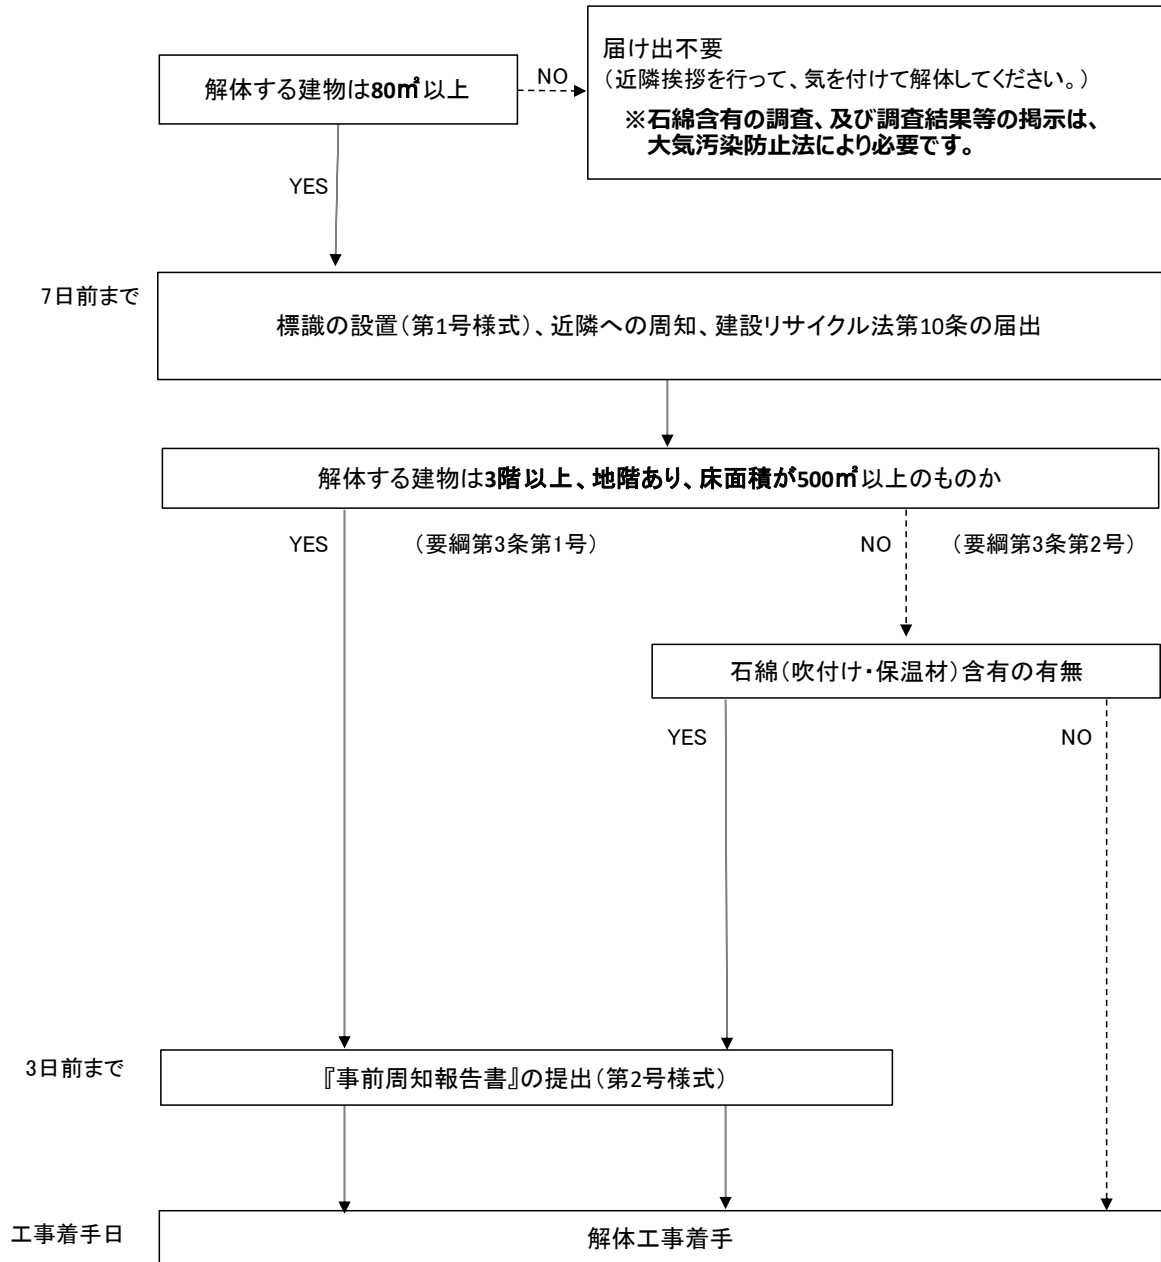 解体する建物は80㎡以上
NO
届け出不要
（近隣挨拶を行って、気を付けて解体してください。）
※石綿含有の調査、及び調査結果等の掲示は、
大気汚染防止法により必要です。
YES
7日前まで
標識の設置（第1号様式）、近隣への周知、建設リサイクル法第10条の届出
解体する建物は3階以上、地階あり、床面積が500㎡以上のものか
YES
（要綱第3条第1号）
NO
（要綱第3条第2号）
石綿（吹付け・保温材）含有の有無
YES
NO
3日前まで
『事前周知報告書』の提出（第2号様式）
工事着手日
解体工事着手